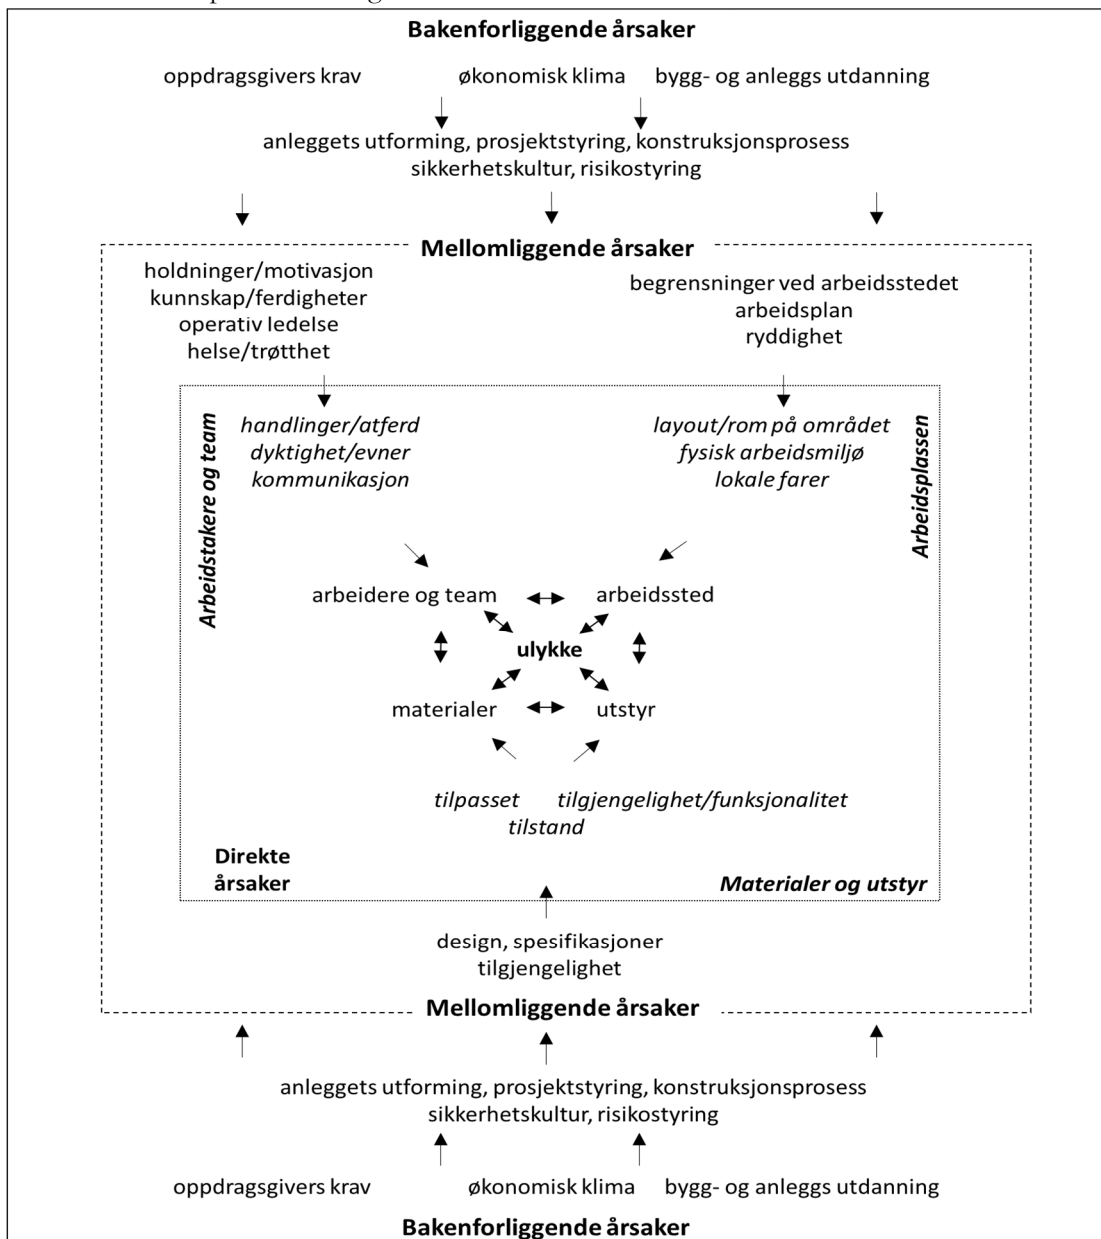 Bakenforliggende årsaker
oppdragsgivers krav økonomisk klima bygg- og anleggs utdanning
anleggets utforming, prosjektstyring, konstruksjonsprosess
sikkerhetskultur, risikostyring
Mellomliggende årsaker
holdninger/motivasjon
kunnskap/ferdigheter
operativ ledelse
helse/trøtthet
begrensninger ved arbeidsstedet
arbeidsplan
ryddighet
Arbeidstakere og team
handlinger/atferd
dyktighet/evner
kommunikasjon
layout/rom på området
fysisk arbeidsmiljø
lokale farer
Arbeidsplassen
arbeidere og team arbeidssted
ulykke
materialer utstyr
tilpasset tilgjengelighet/funksjonalitet
tilstand
Direkte
årsaker
Materialer og utstyr
design, spesifikasjoner
tilgjengelighet
Mellomliggende årsaker
anleggets utforming, prosjektstyring, konstruksjonsprosess
sikkerhetskultur, risikostyring
oppdragsgivers krav økonomisk klima bygg- og anleggs utdanning
Bakenforliggende årsaker